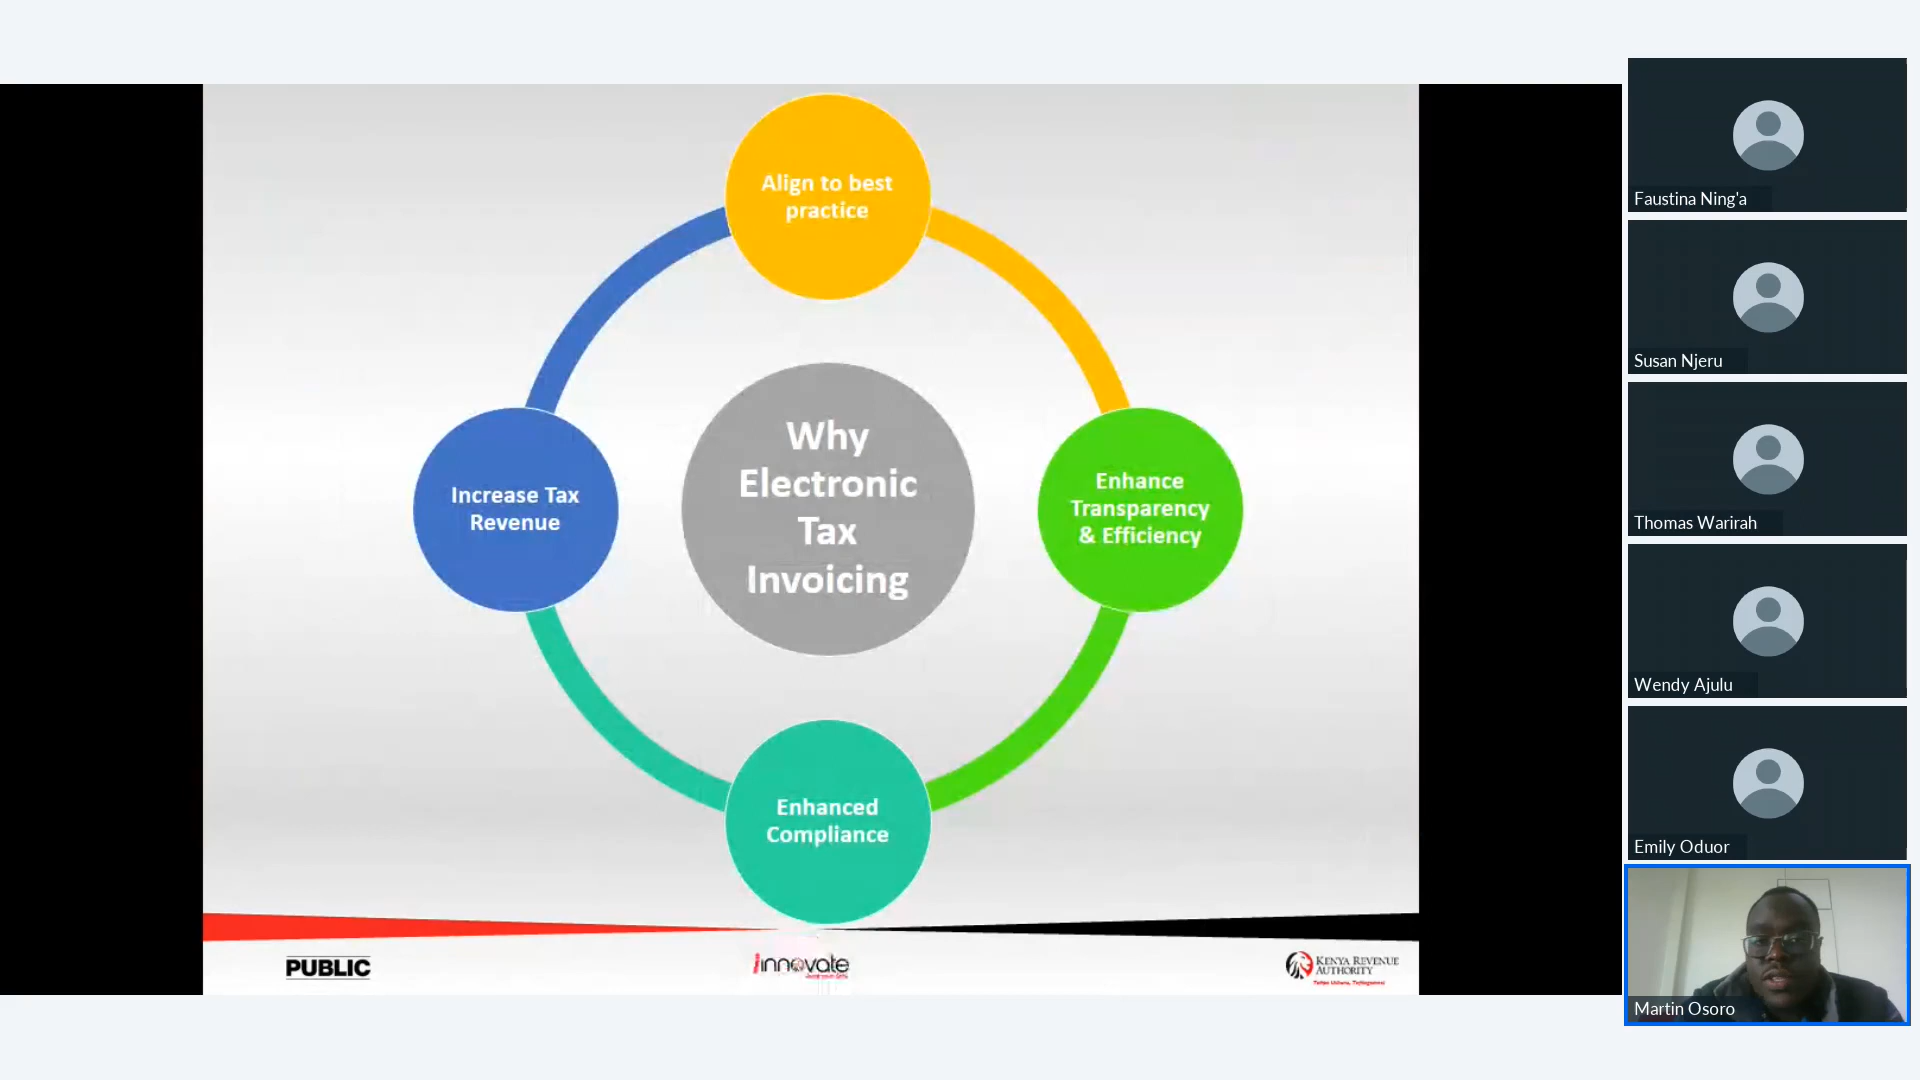 Align to best
practice
Increase Tax
Revenue
Why
Electronic
Tax
Invoicing
Enhance
Transparency
& Efficiency
Enhanced
Compliance
PUBLIC
innovate
KENYA REVENUE
AUTHORITY
Faustina Ning'a
Susan Njeru
Thomas Warirah
Wendy Ajulu
Emily Oduor
Martin Osoro